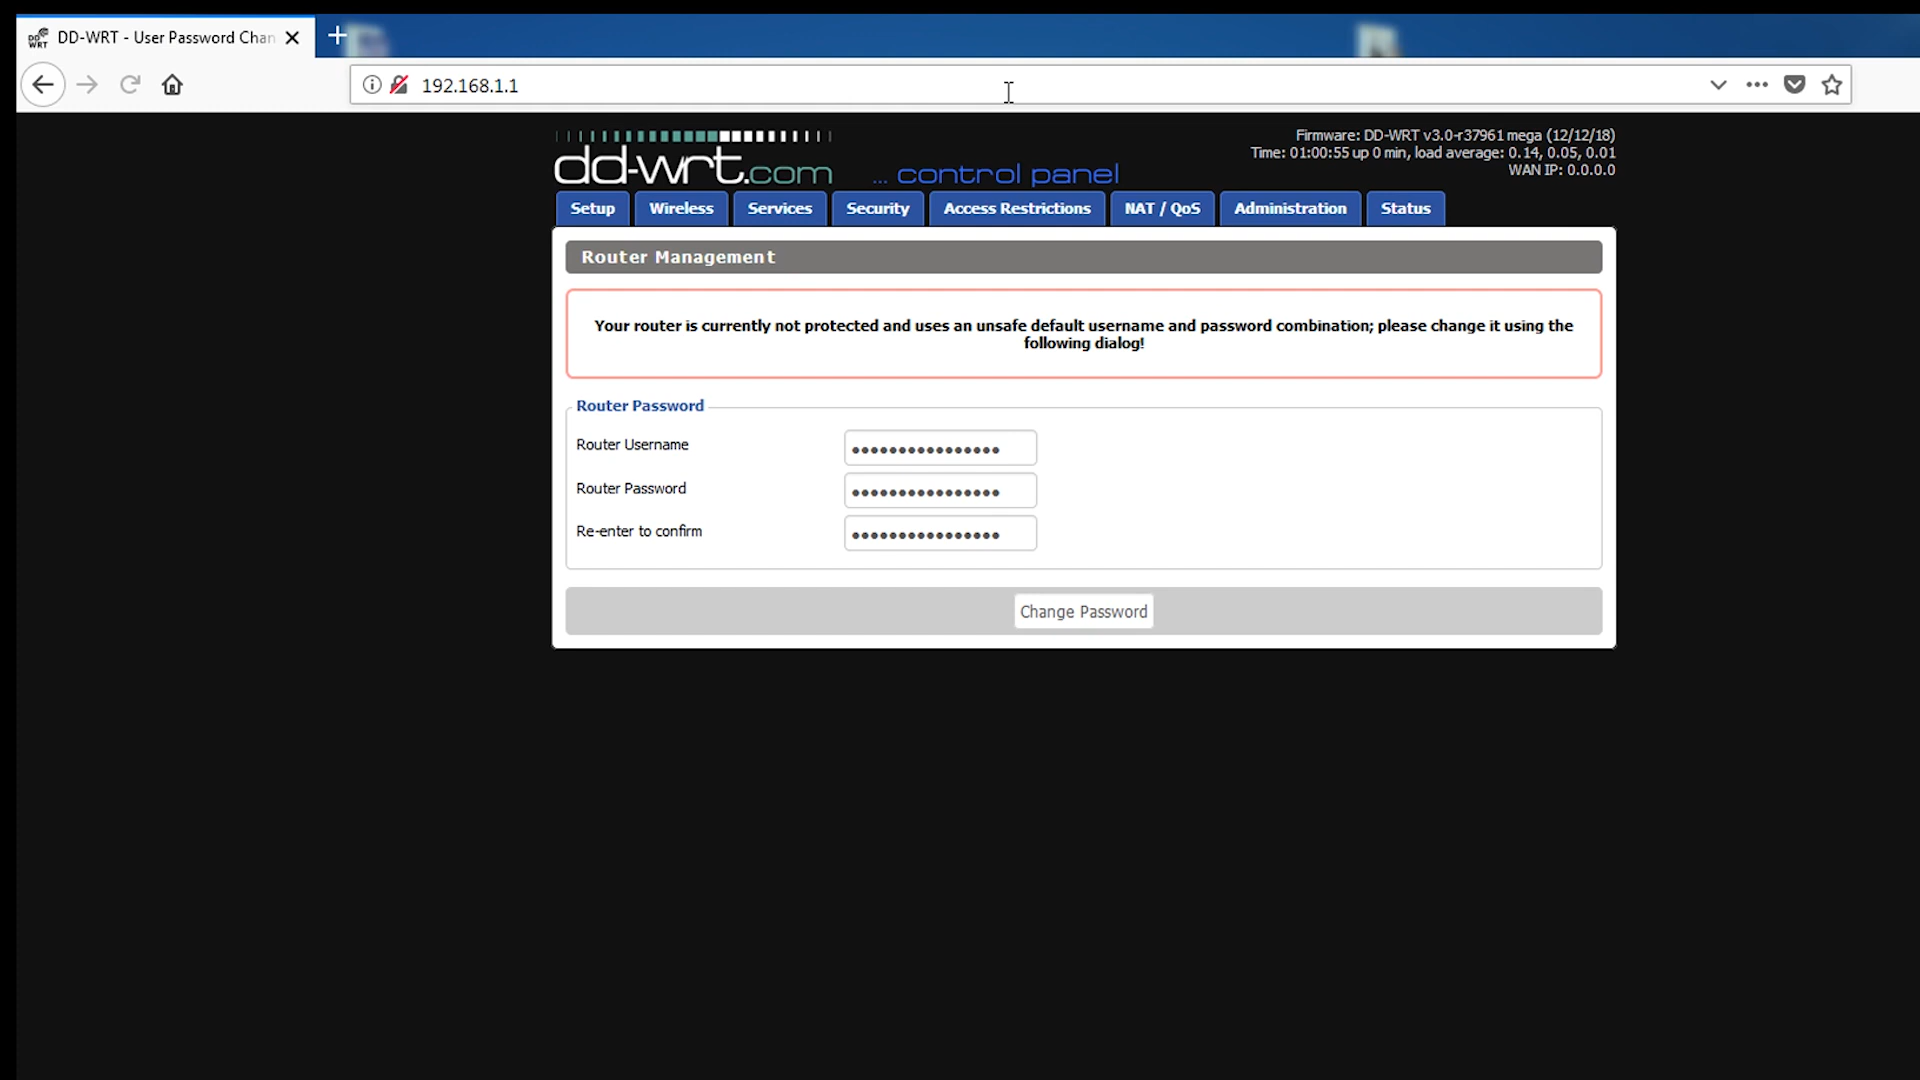 DD-WRT - User Password Chan
192.168.1.1
dd-wrt.com ... control panel
Firmware: DD-WRT v3.0-r37961 mega (12/12/18)
Time: 01:00:55 up 0 min, load average: 0.14, 0.05, 0.01
WAN IP: 0.0.0.0
Setup Wireless Services Security Access Restrictions NAT / QoS Administration Status
Router Management
Your router is currently not protected and uses an unsafe default username and password combination; please change it using the
following dialog!
Router Password
Router Username ••••••••••••••••
Router Password ••••••••••••••••
Re-enter to confirm ••••••••••••••••
Change Password